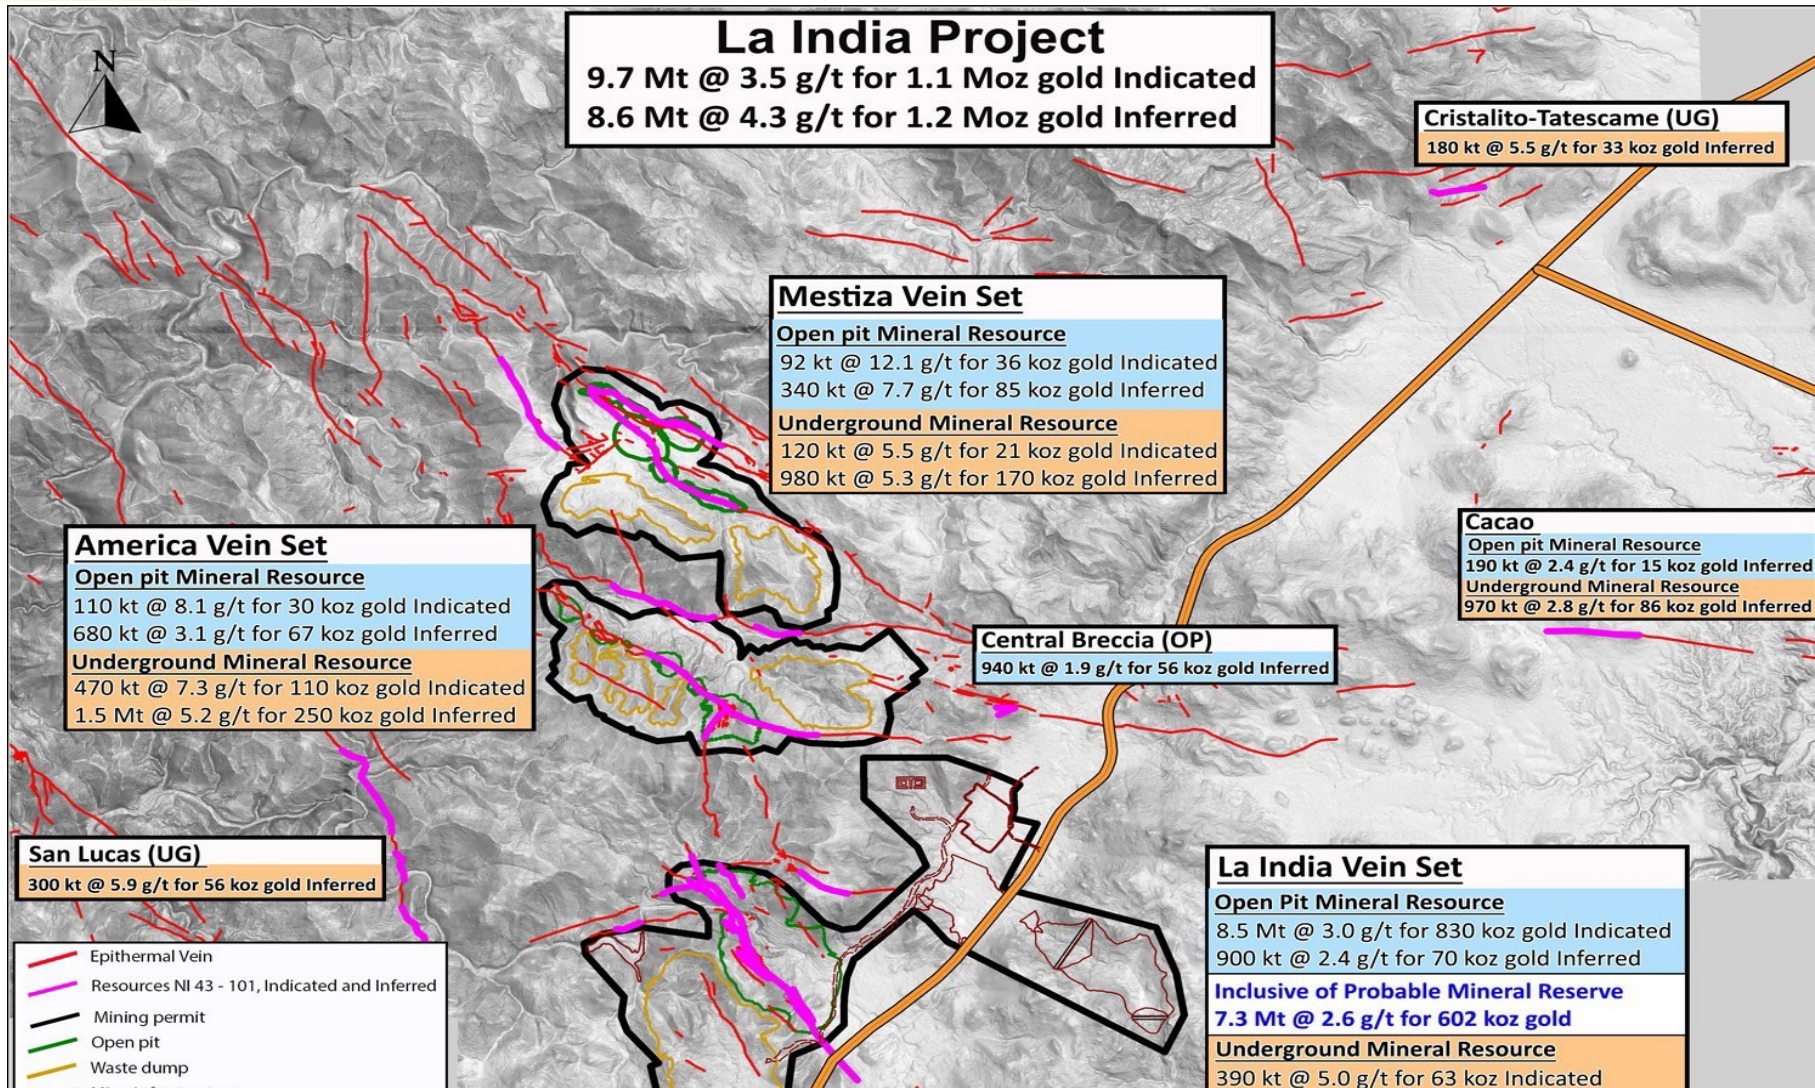 La India Project
9.7 Mt @ 3.5 g/t for 1.1 Moz gold Indicated
8.6 Mt @ 4.3 g/t for 1.2 Moz gold Inferred
N
Cristalito-Tatescame (UG)
180 kt @ 5.5 g/t for 33 koz gold Inferred
Mestiza Vein Set
Open pit Mineral Resource
92 kt @ 12.1 g/t for 36 koz gold Indicated
340 kt @ 7.7 g/t for 85 koz gold Inferred
Underground Mineral Resource
120 kt @ 5.5 g/t for 21 koz gold Indicated
980 kt @ 5.3 g/t for 170 koz gold Inferred
America Vein Set
Open pit Mineral Resource
110 kt @ 8.1 g/t for 30 koz gold Indicated
680 kt @ 3.1 g/t for 67 koz gold Inferred
Underground Mineral Resource
470 kt @ 7.3 g/t for 110 koz gold Indicated
1.5 Mt @ 5.2 g/t for 250 koz gold Inferred
Cacao
Open pit Mineral Resource
190 kt @ 2.4 g/t for 15 koz gold Inferred
Underground Mineral Resource
970 kt @ 2.8 g/t for 86 koz gold Inferred
Central Breccia (OP)
940 kt @ 1.9 g/t for 56 koz gold Inferred
San Lucas (UG)
300 kt @ 5.9 g/t for 56 koz gold Inferred
La India Vein Set
Open Pit Mineral Resource
8.5 Mt @ 3.0 g/t for 830 koz gold Indicated
900 kt @ 2.4 g/t for 70 koz gold Inferred
Inclusive of Probable Mineral Reserve
7.3 Mt @ 2.6 g/t for 602 koz gold
Underground Mineral Resource
390 kt @ 5.0 g/t for 63 koz Indicated
Epithermal Vein
Resources NI 43 - 101, Indicated and Inferred
Mining permit
Open pit
Waste dump